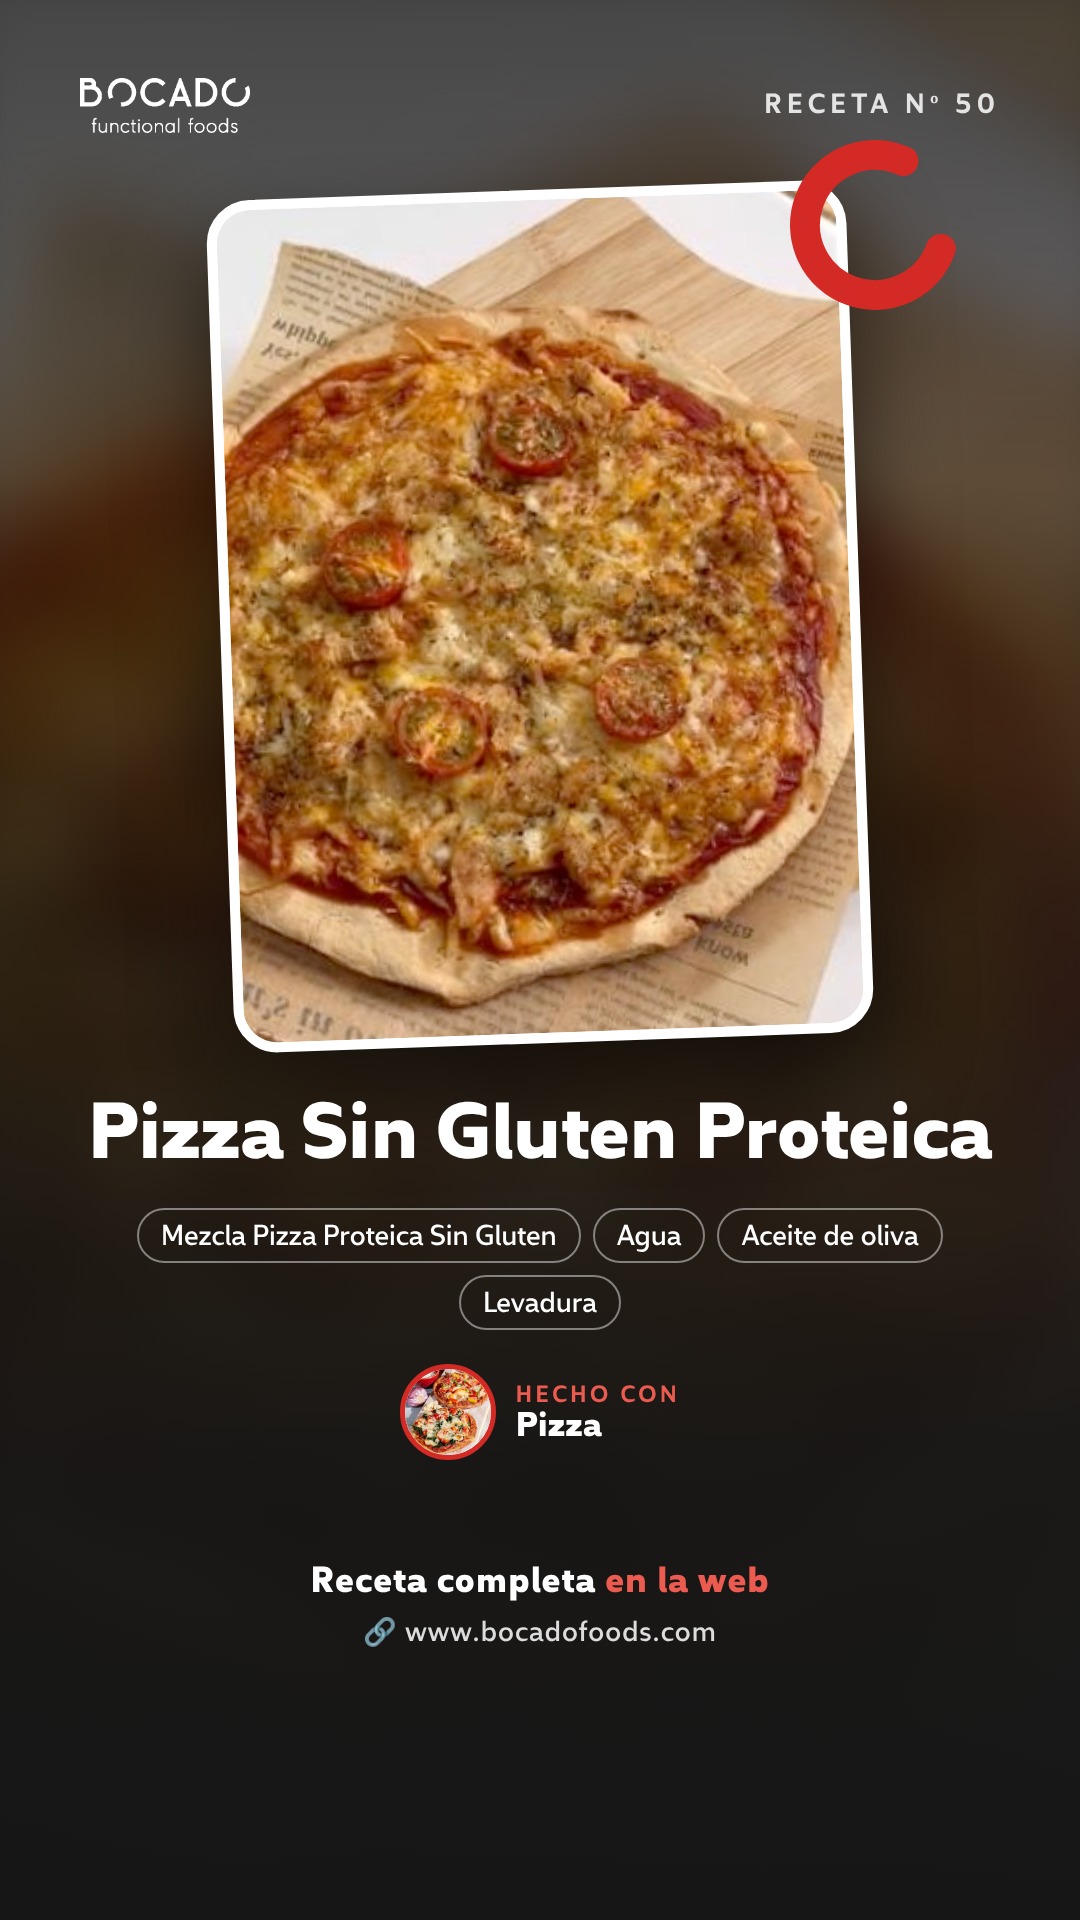 BOCADO
functional foods
RECETA Nº 50
Pizza Sin Gluten Proteica
Mezcla Pizza Proteica Sin Gluten
Agua
Aceite de oliva
Levadura
HECHO CON
Pizza
Receta completa en la web
🔗 www.bocadofoods.com